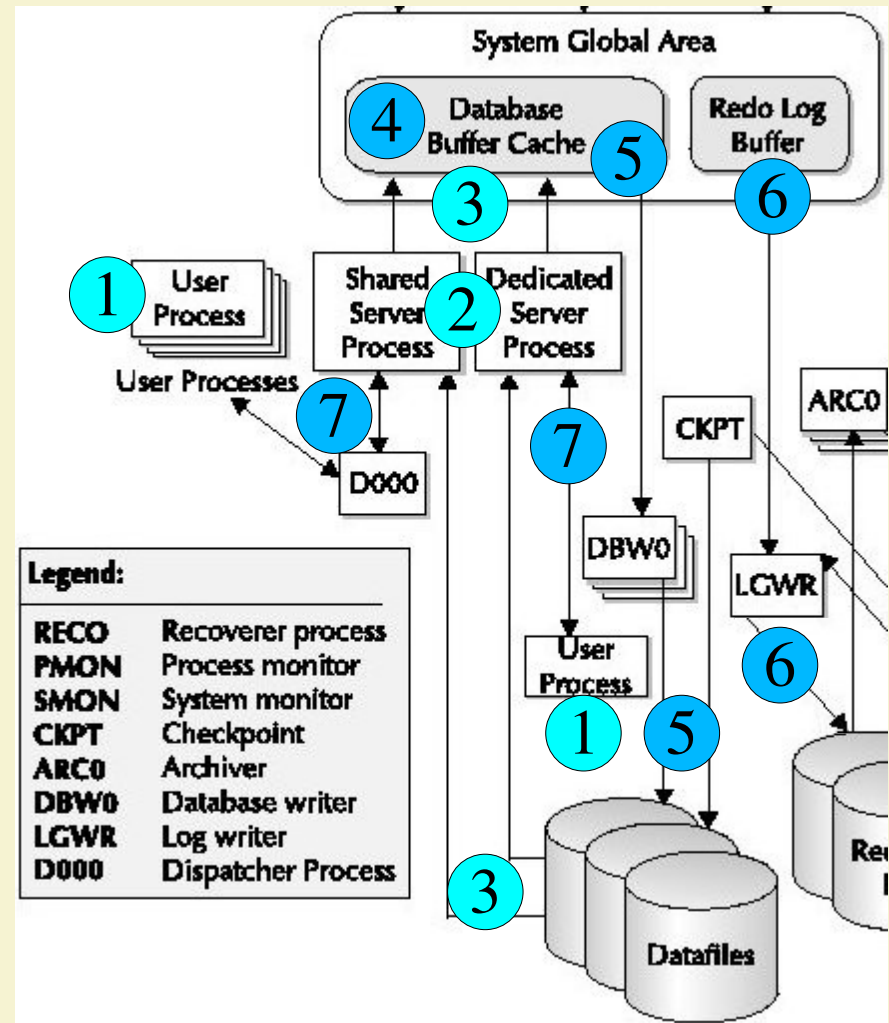 System Global Area
4
Database
Buffer Cache
5
Redo Log
Buffer
6
3
1
User
Process
User Processes
Shared
Server
Process
2
Dedicated
Server
Process
7
D000
7
CKPT
ARC0
DBW0
LGWR
6
User
Process
1
5
Legend:
RECO Recoverer process
PMON Process monitor
SMON System monitor
CKPT Checkpoint
ARC0 Archiver
DBW0 Database writer
LGWR Log writer
D000 Dispatcher Process
3
Datafiles